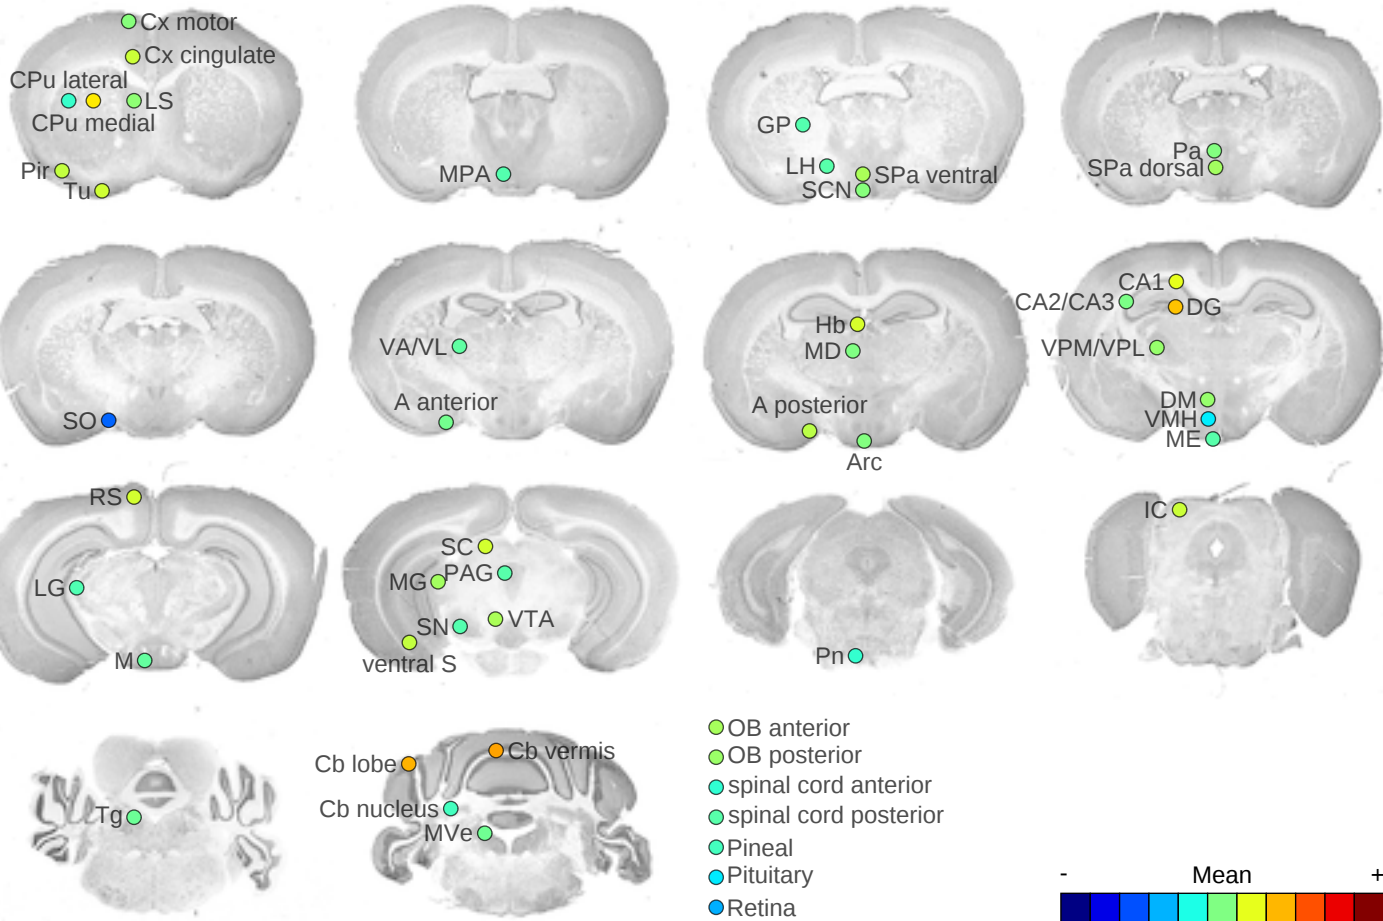 Cx motor
Cx cingulate
CPu lateral
LS
CPu medial
Pir
Tu
MPA
GP
LH
SPa ventral
SCN
Pa
SPa dorsal
SO
VA/VL
A anterior
Hb
MD
A posterior
Arc
CA1
CA2/CA3
DG
VPM/VPL
DM
VMH
ME
RS
LG
M
SC
MG
PAG
SN
VTA
ventral S
Pn
IC
Tg
Cb lobe
Cb vermis
Cb nucleus
MVe
OB anterior
OB posterior
spinal cord anterior
spinal cord posterior
Pineal
Pituitary
Retina
- Mean +